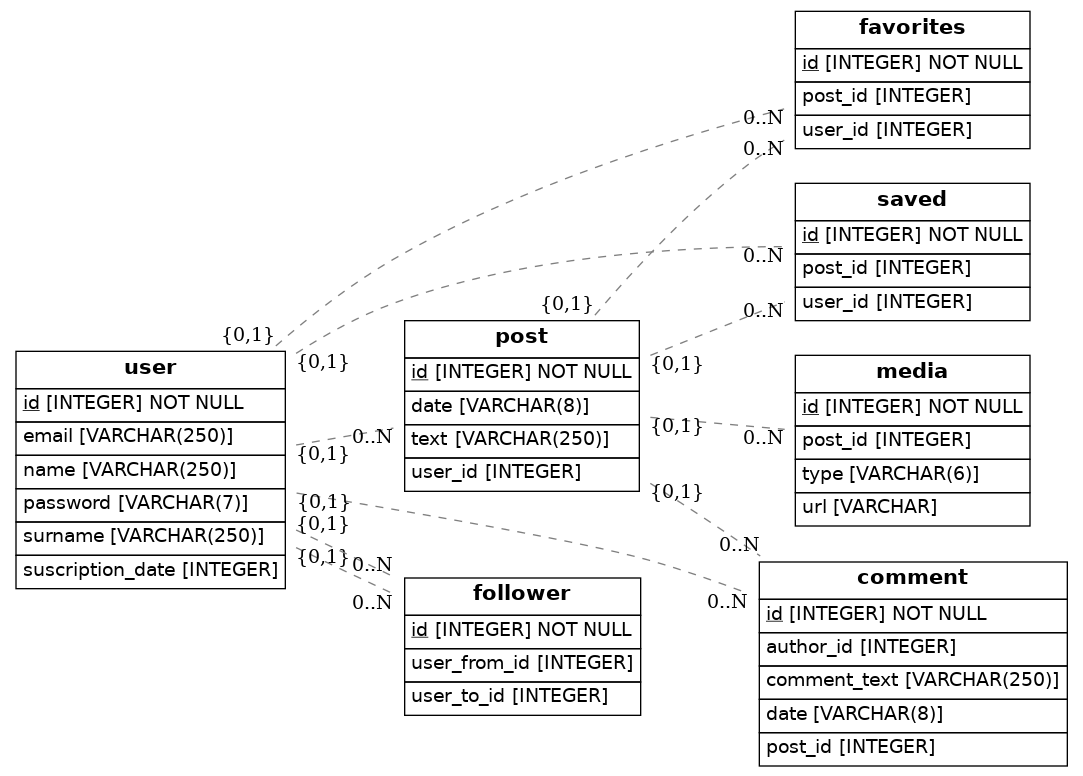 favorites
id [INTEGER] NOT NULL
post_id [INTEGER]
user_id [INTEGER]
0..N
0..N
saved
id [INTEGER] NOT NULL
post_id [INTEGER]
user_id [INTEGER]
0..N
0..N
{0,1}
{0,1}
{0,1}
user
id [INTEGER] NOT NULL
email [VARCHAR(250)]
name [VARCHAR(250)]
password [VARCHAR(7)]
surname [VARCHAR(250)]
suscription_date [INTEGER]
{0,1}
{0,1}
{0,1}
{0,1}
0..N
post
id [INTEGER] NOT NULL
date [VARCHAR(8)]
text [VARCHAR(250)]
user_id [INTEGER]
{0,1}
{0,1}
{0,1}
media
id [INTEGER] NOT NULL
post_id [INTEGER]
type [VARCHAR(6)]
url [VARCHAR]
0..N
0..N
0..N
follower
id [INTEGER] NOT NULL
user_from_id [INTEGER]
user_to_id [INTEGER]
0..N
0..N
comment
id [INTEGER] NOT NULL
author_id [INTEGER]
comment_text [VARCHAR(250)]
date [VARCHAR(8)]
post_id [INTEGER]